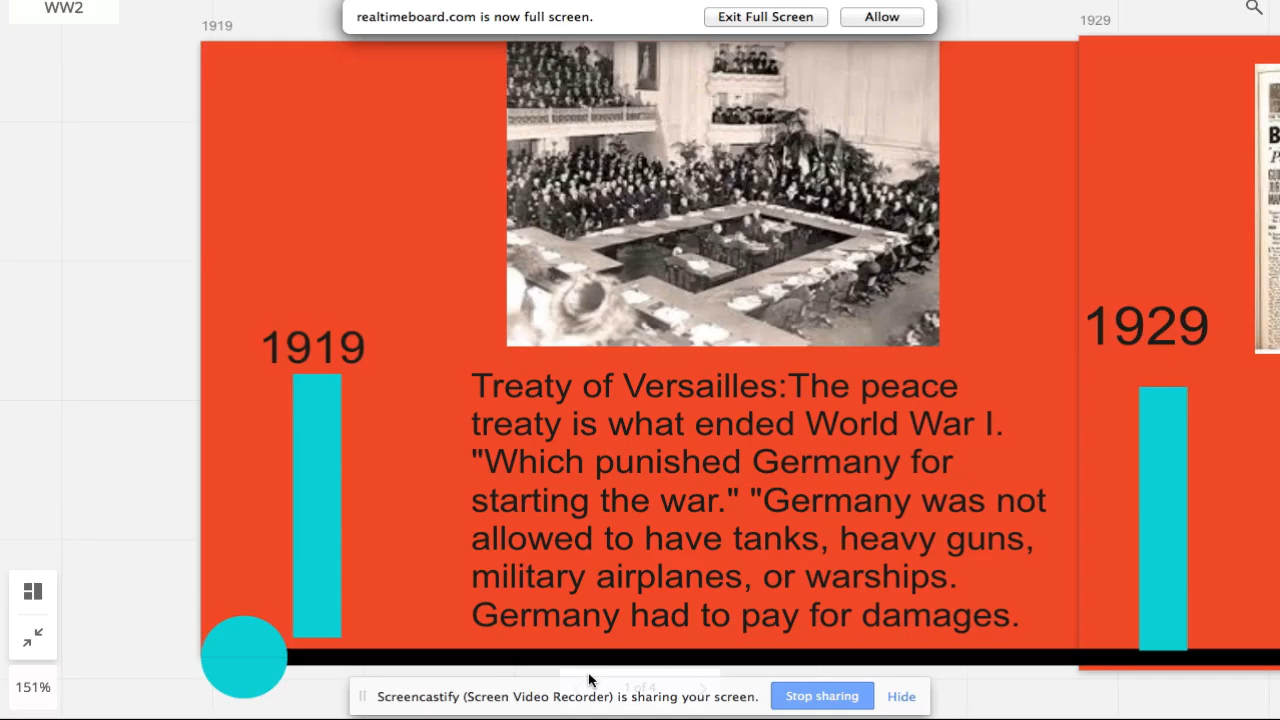 WW2
realtimeboard.com is now full screen.
Exit Full Screen
Allow
1919
1929
1919
1929
Treaty of Versailles:The peace
treaty is what ended World War I.
"Which punished Germany for
starting the war." "Germany was not
allowed to have tanks, heavy guns,
military airplanes, or warships.
Germany had to pay for damages.
151%
1 of 4
Screencastify (Screen Video Recorder) is sharing your screen.
Stop sharing
Hide